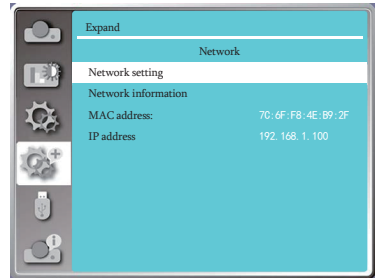 Expand
Network
Network setting
Network information
MAC address: 7C:6F:F8:4E:B9:2F
IP address 192.168.1.100